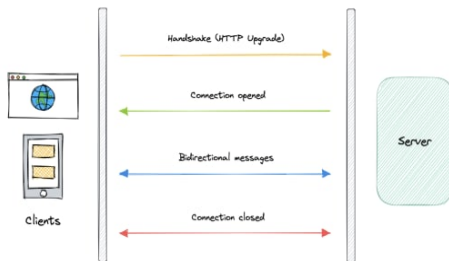 Handshake (HTTP Upgrade)
Connection opened
Bidirectional messages
Connection closed
Clients
Server